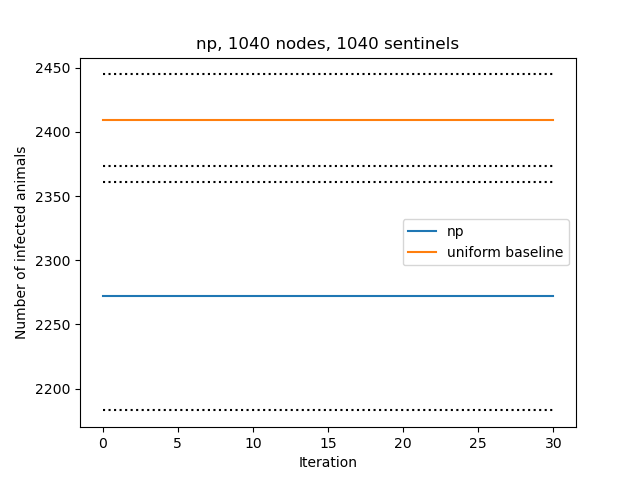 np, 1040 nodes, 1040 sentinels
Number of infected animals
2450
2400
2350
2300
2250
2200
np
uniform baseline
0 5 10 15 20 25 30
Iteration